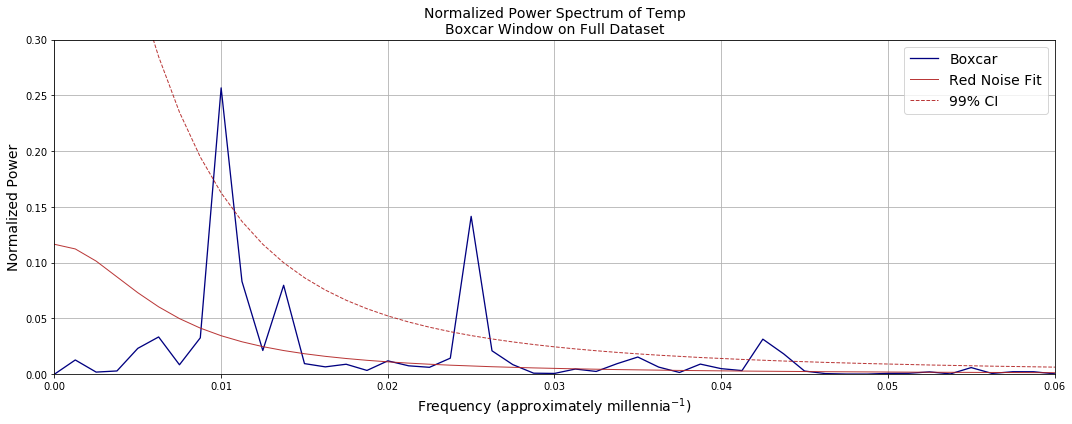 Normalized Power Spectrum of Temp
Boxcar Window on Full Dataset
Normalized Power
0.30
0.25
0.20
0.15
0.10
0.05
0.00
Boxcar
Red Noise Fit
99% CI
0.00 0.01 0.02 0.03 0.04 0.05 0.06
Frequency (approximately millennia⁻¹)